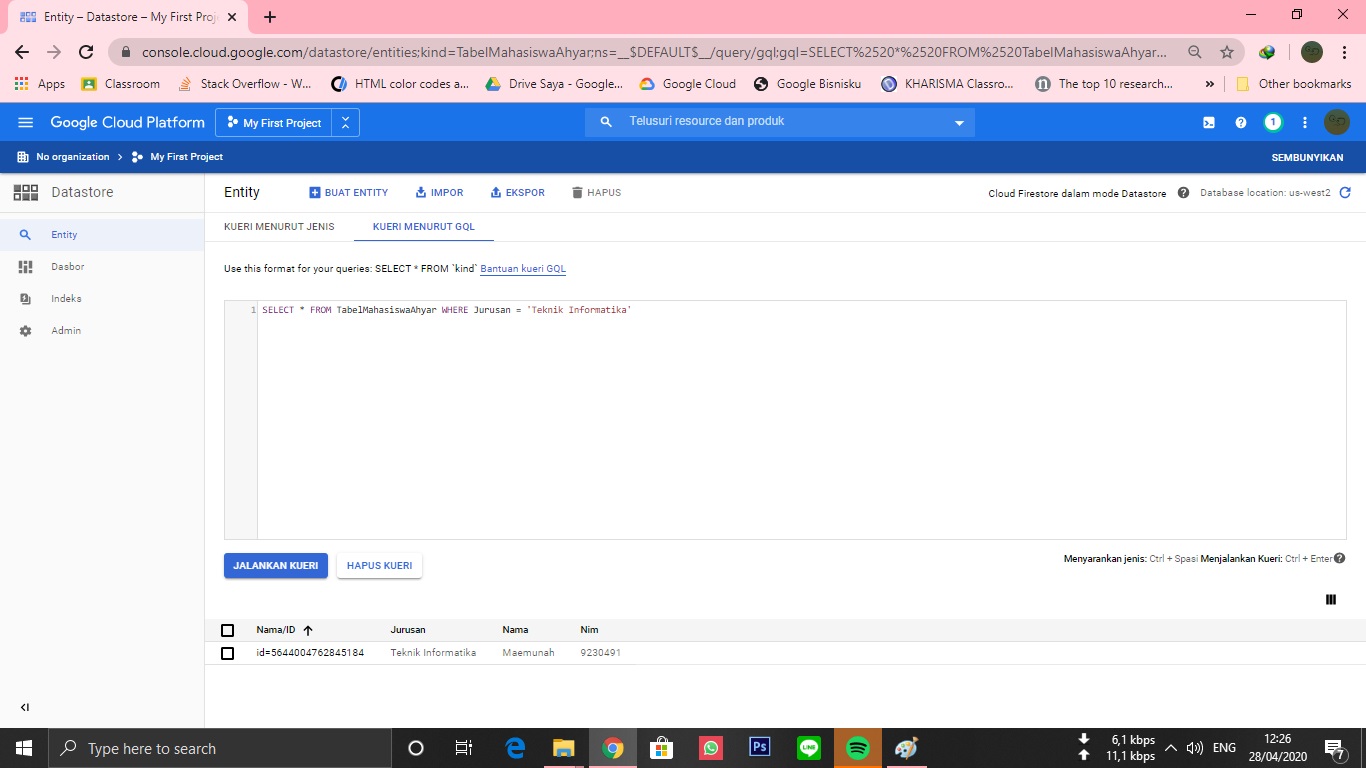 Entity – Datastore – My First Proj
console.cloud.google.com/datastore/entities;kind=TabelMahasiswaAhyar;ns=__$DEFAULT$__/query/gql;gql=SELECT%2520*%2520FROM%2520TabelMahasiswaAhyar...
Apps Classroom Stack Overflow - W... HTML color codes a... Drive Saya - Google... Google Cloud Google Bisnisku KHARISMA Classro... The top 10 research... » Other bookmarks
Google Cloud Platform My First Project Telusuri resource dan produk 1
No organization My First Project SEMBUNYIKAN
Datastore Entity BUAT ENTITY IMPOR EKSPOR HAPUS Cloud Firestore dalam mode Datastore Database location: us-west2
KUERI MENURUT JENIS KUERI MENURUT GQL
Entity
Dasbor
Indeks
Admin
Use this format for your queries: SELECT * FROM `kind` Bantuan kueri GQL
1 SELECT * FROM TabelMahasiswaAhyar WHERE Jurusan = 'Teknik Informatika'
JALANKAN KUERI HAPUS KUERI Menyarankan jenis: Ctrl + Spasi Menjalankan Kueri: Ctrl + Enter
Nama/ID Jurusan Nama Nim
id=5644004762845184 Teknik Informatika Maemunah 9230491
Type here to search
Ps
LINE
6,1 kbps
11,1 kbps
ENG
12:26
28/04/2020
7